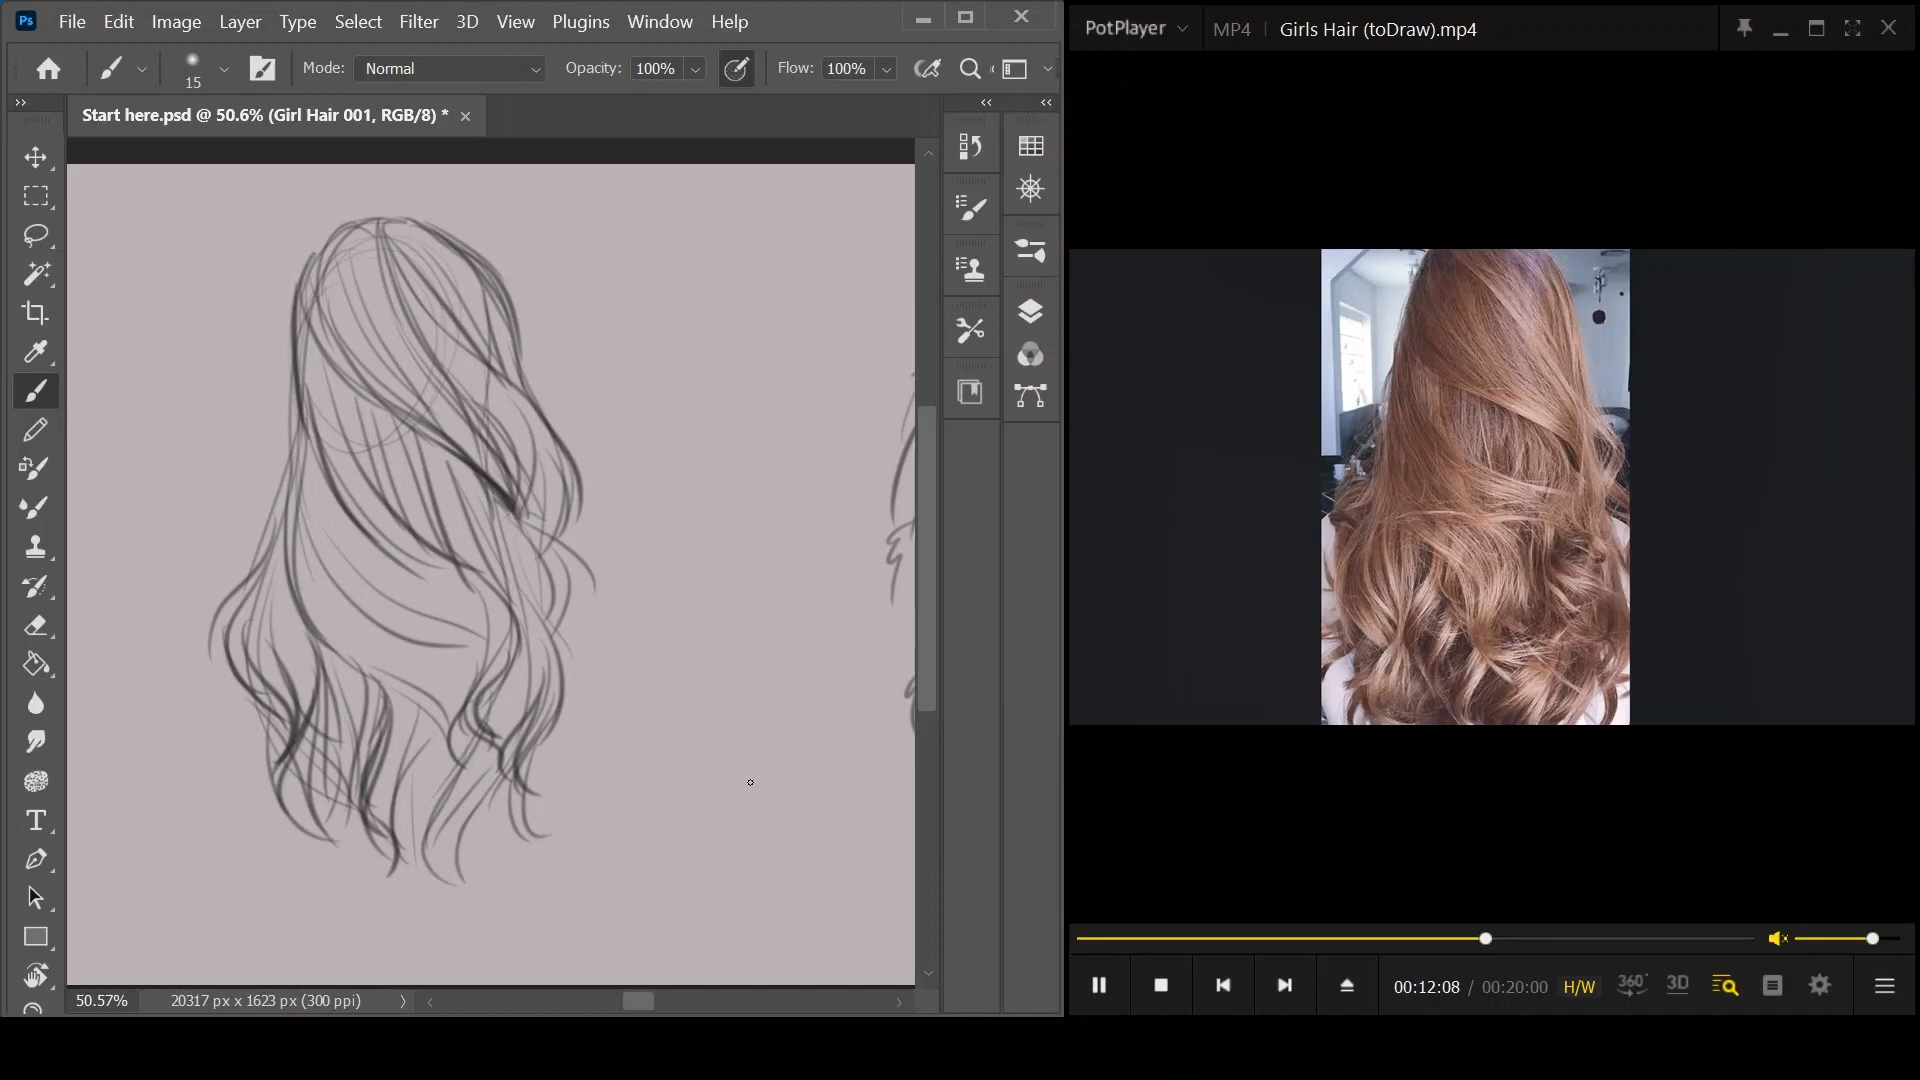 Ps File Edit Image Layer Type Select Filter 3D View Plugins Window Help
15 Mode: Normal Opacity: 100% Flow: 100%
Start here.psd @ 50.6% (Girl Hair 001, RGB/8) *
T
50.57% 20317 px x 1623 px (300 ppi)
PotPlayer MP4 Girls Hair (toDraw).mp4
00:12:08 / 00:20:00 H/W 360° 3D